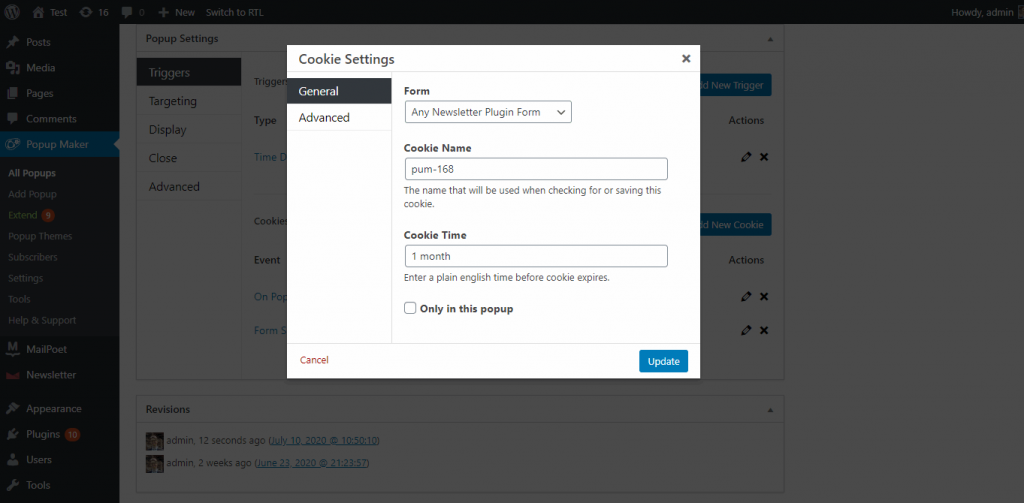 Test 16 0 New Switch to RTL Howdy, admin
Posts
Media
Pages
Comments
Popup Maker
All Popups
Add Popup
Extend 9
Popup Themes
Subscribers
Settings
Tools
Help & Support
MailPoet
Newsletter
Appearance
Plugins 10
Users
Tools
Popup Settings
Triggers
Targeting
Display
Close
Advanced
Triggers
dd New Trigger
Type
Actions
Time D
Cookies
dd New Cookie
Event
Actions
On Pop
Form S
Cookie Settings
General
Advanced
Form
Any Newsletter Plugin Form
Cookie Name
pum-168
The name that will be used when checking for or saving this
cookie.
Cookie Time
1 month
Enter a plain english time before cookie expires.
Only in this popup
Cancel
Update
Revisions
admin, 12 seconds ago (July 10, 2020 @ 10:50:10)
admin, 2 weeks ago (June 23, 2020 @ 21:23:57)